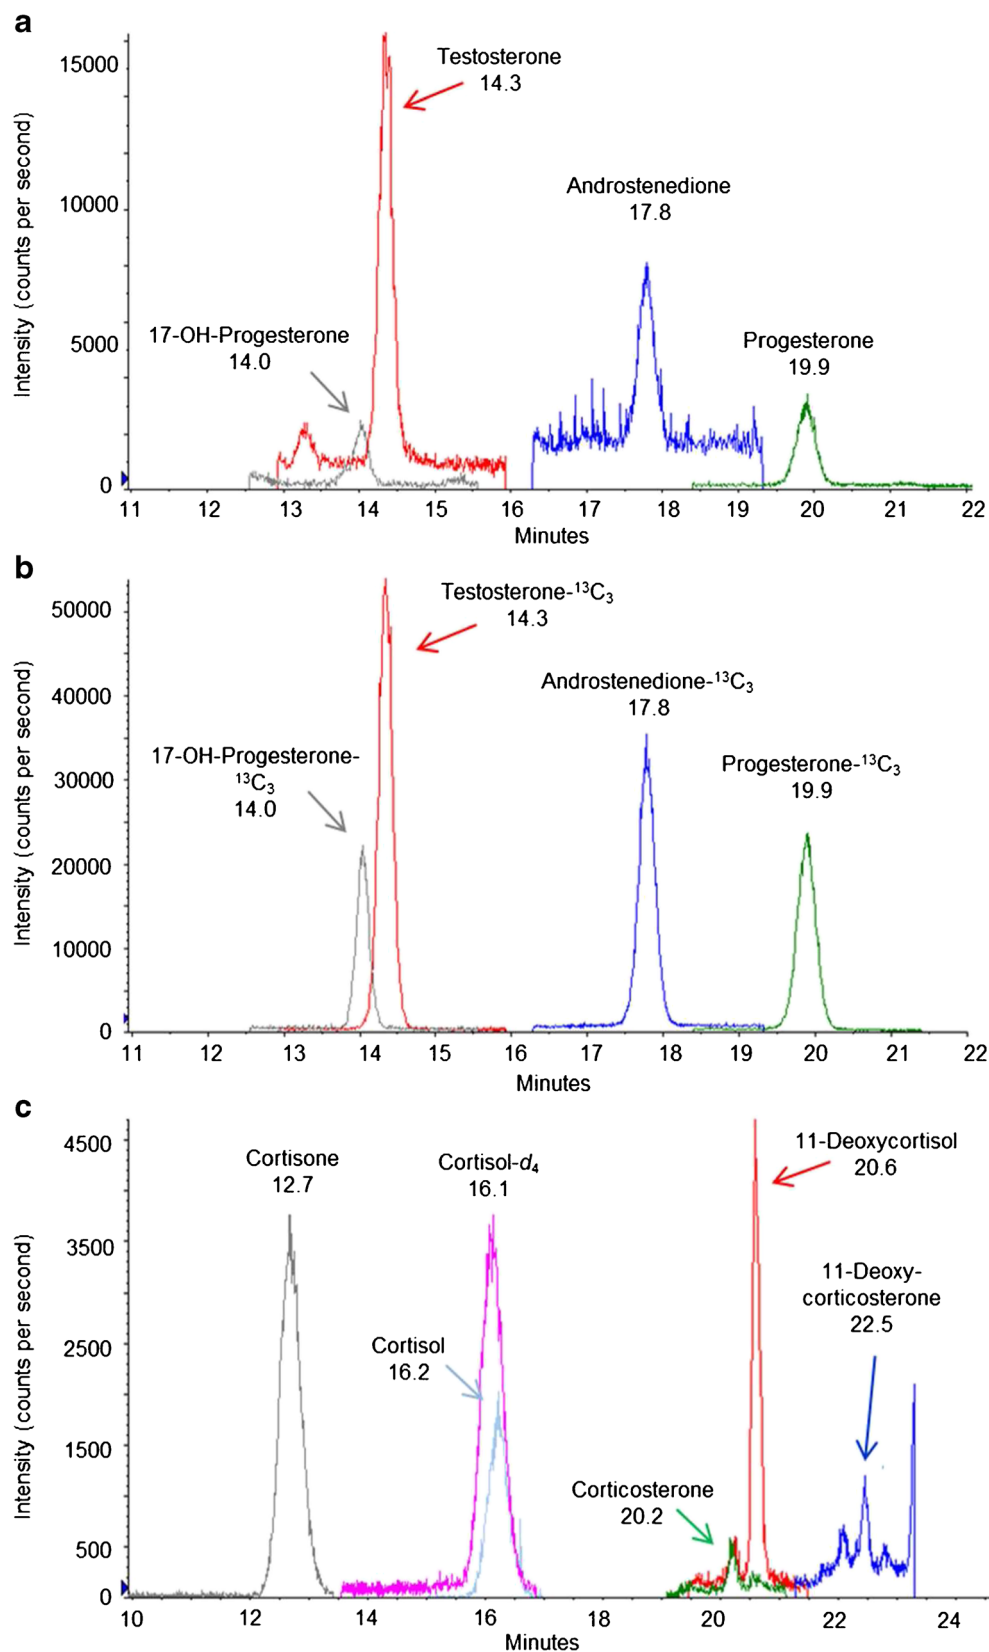 a
Intensity (counts per second)
15000
10000
5000
0
Testosterone
14.3
Androstenedione
17.8
17-OH-Progesterone
14.0
Progesterone
19.9
11 12 13 14 15 16 17 18 19 20 21 22
Minutes
b
Intensity (counts per second)
50000
40000
30000
20000
10000
0
Testosterone-¹³C₃
14.3
Androstenedione-¹³C₃
17.8
17-OH-Progesterone-
¹³C₃
14.0
Progesterone-¹³C₃
19.9
11 12 13 14 15 16 17 18 19 20 21 22
Minutes
c
Intensity (counts per second)
4500
3500
2500
1500
500
0
Cortisone
12.7
Cortisol-d₄
16.1
11-Deoxycortisol
20.6
Cortisol
16.2
11-Deoxy-
corticosterone
22.5
Corticosterone
20.2
10 12 14 16 18 20 22 24
Minutes